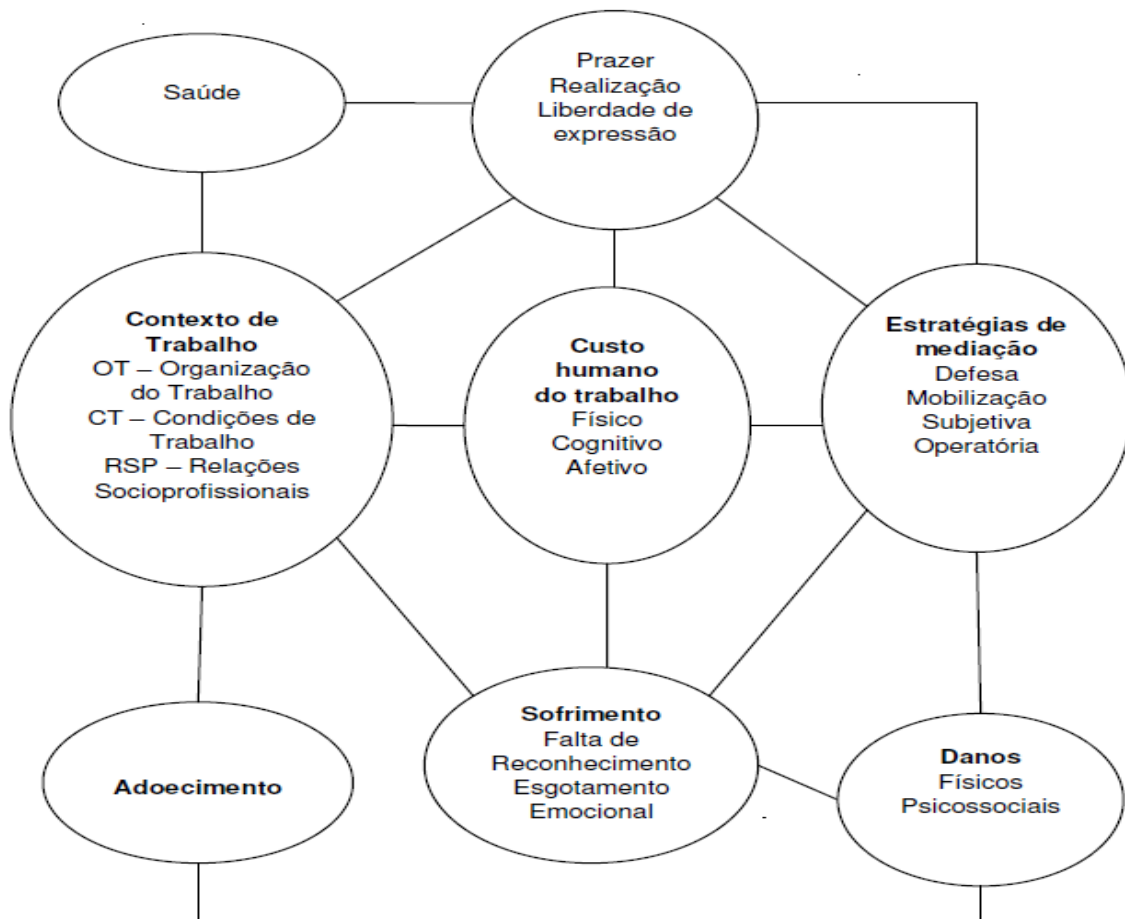 Saúde
Prazer
Realização
Liberdade de
expressão
Contexto de
Trabalho
OT – Organização
do Trabalho
CT – Condições de
Trabalho
RSP – Relações
Socioprofissionais
Custo
humano
do trabalho
Físico
Cognitivo
Afetivo
Estratégias de
mediação
Defesa
Mobilização
Subjetiva
Operatória
Adoecimento
Sofrimento
Falta de
Reconhecimento
Esgotamento
Emocional
Danos
Físicos
Psicossociais